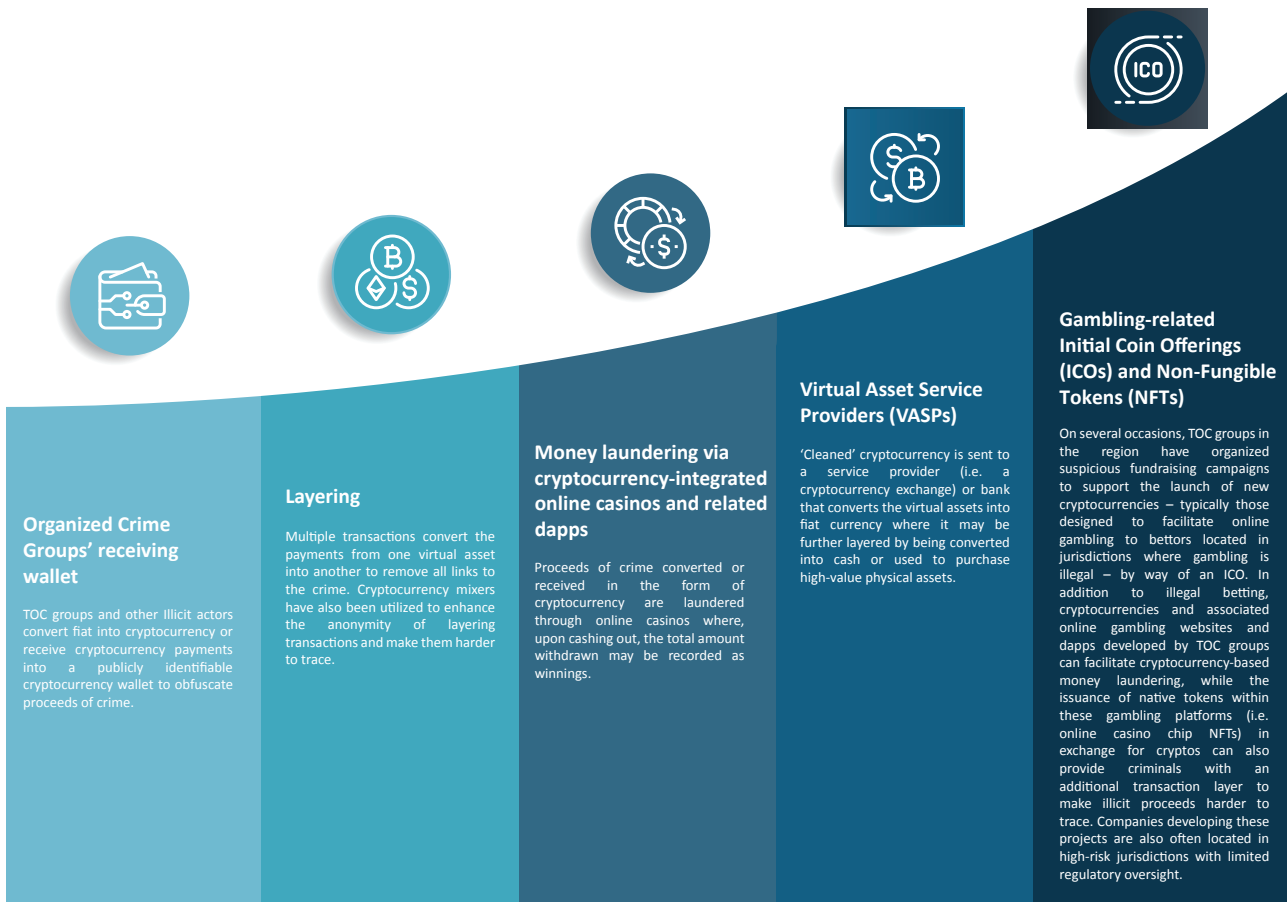 ICO
Organized Crime
Groups’ receiving
wallet
TOC groups and other Illicit actors
convert fiat into cryptocurrency or
receive cryptocurrency payments
into a publicly identifiable
cryptocurrency wallet to obfuscate
proceeds of crime.
Layering
Multiple transactions convert the
payments from one virtual asset
into another to remove all links to
the crime. Cryptocurrency mixers
have also been utilized to enhance
the anonymity of layering
transactions and make them harder
to trace.
Money laundering via
cryptocurrency-integrated
online casinos and related
dapps
Proceeds of crime converted or
received in the form of
cryptocurrency are laundered
through online casinos where,
upon cashing out, the total amount
withdrawn may be recorded as
winnings.
Virtual Asset Service
Providers (VASPs)
‘Cleaned’ cryptocurrency is sent to
a service provider (i.e. a
cryptocurrency exchange) or bank
that converts the virtual assets into
fiat currency where it may be
further layered by being converted
into cash or used to purchase
high-value physical assets.
Gambling-related
Initial Coin Offerings
(ICOs) and Non-Fungible
Tokens (NFTs)
On several occasions, TOC groups in
the region have organized
suspicious fundraising campaigns
to support the launch of new
cryptocurrencies – typically those
designed to facilitate online
gambling to bettors located in
jurisdictions where gambling is
illegal – by way of an ICO. In
addition to illegal betting,
cryptocurrencies and associated
online gambling websites and
dapps developed by TOC groups
can facilitate cryptocurrency-based
money laundering, while the
issuance of native tokens within
these gambling platforms (i.e.
online casino chip NFTs) in
exchange for cryptos can also
provide criminals with an
additional transaction layer to
make illicit proceeds harder to
trace. Companies developing these
projects are also often located in
high-risk jurisdictions with limited
regulatory oversight.